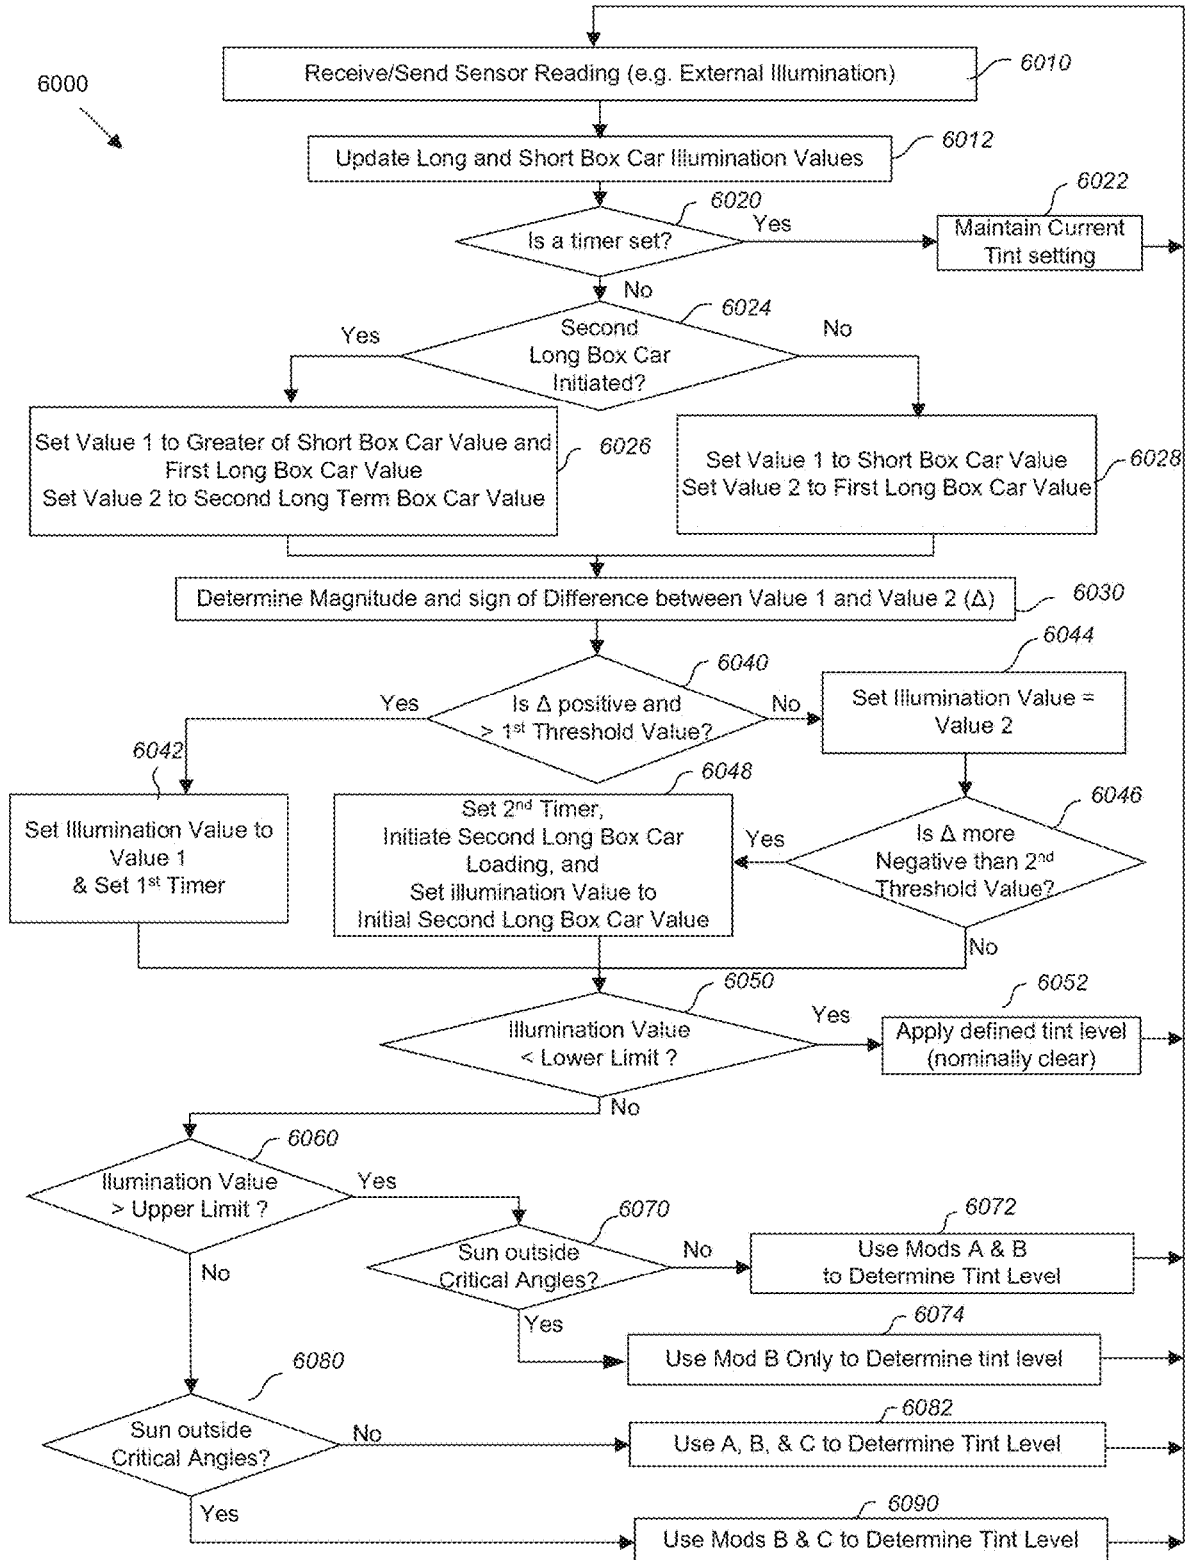 6000
Receive/Send Sensor Reading (e.g. External Illumination)
6010
Update Long and Short Box Car Illumination Values
6012
Is a timer set?
6020
Yes
Maintain Current
Tint setting
6022
No
Second
Long Box Car
Initiated?
6024
Yes
No
Set Value 1 to Greater of Short Box Car Value and
First Long Box Car Value
Set Value 2 to Second Long Term Box Car Value
6026
Set Value 1 to Short Box Car Value
Set Value 2 to First Long Box Car Value
6028
Determine Magnitude and sign of Difference between Value 1 and Value 2 (Δ)
6030
Is Δ positive and
> 1st Threshold Value?
6040
Yes
No
Set Illumination Value =
Value 2
6044
6042
Set Illumination Value to
Value 1
& Set 1st Timer
6048
Set 2nd Timer,
Initiate Second Long Box Car
Loading, and
Set illumination Value to
Initial Second Long Box Car Value
Yes
Is Δ more
Negative than 2nd
Threshold Value?
6046
No
Illumination Value
< Lower Limit ?
6050
Yes
Apply defined tint level
(nominally clear)
6052
No
Illumination Value
> Upper Limit ?
6060
Yes
No
Sun outside
Critical Angles?
6070
No
Use Mods A & B
to Determine Tint Level
6072
Yes
Use Mod B Only to Determine tint level
6074
Sun outside
Critical Angles?
6080
No
Use A, B, & C to Determine Tint Level
6082
Yes
Use Mods B & C to Determine Tint Level
6090